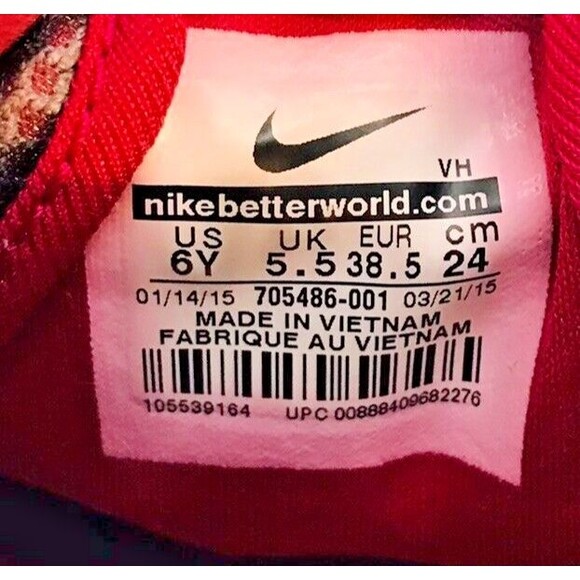 VH
nikebetterworld.com
US UK EUR cm
6Y 5.5 38.5 24
01/14/15 705486-001 03/21/15
MADE IN VIETNAM
FABRIQUE AU VIETNAM
105539164 UPC 00888409682276